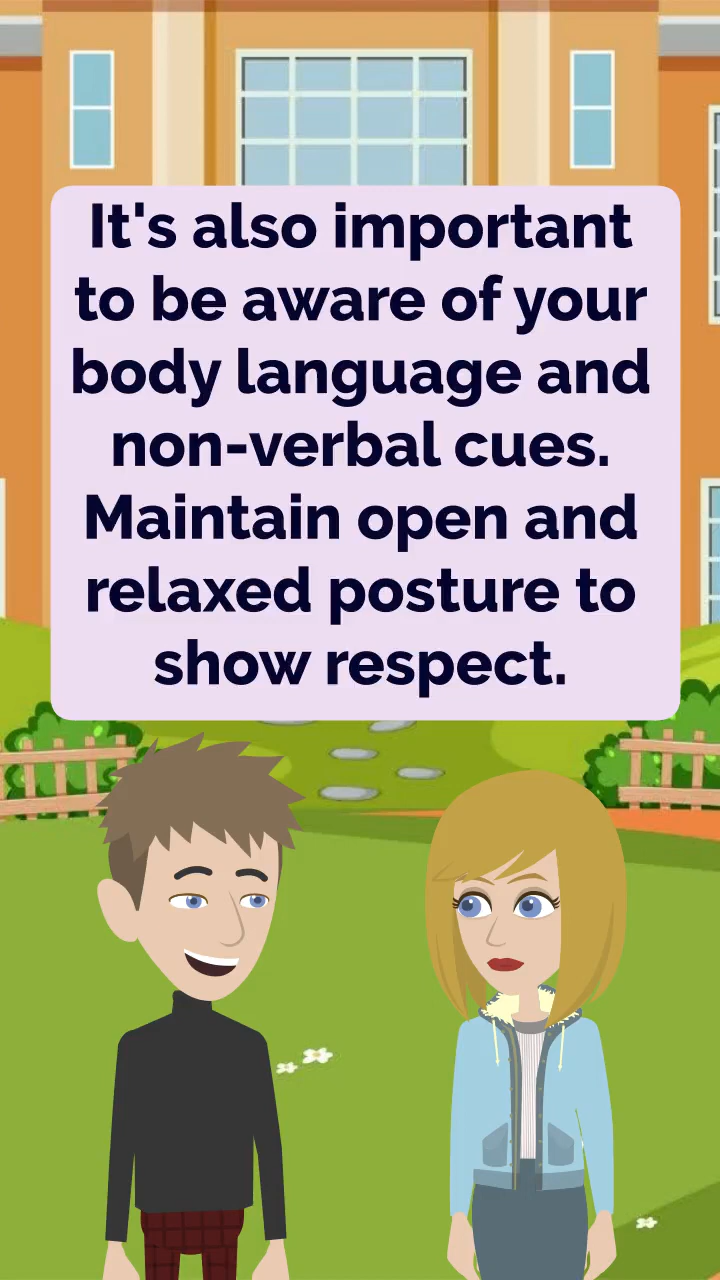 It's also important
to be aware of your
body language and
non-verbal cues.
Maintain open and
relaxed posture to
show respect.